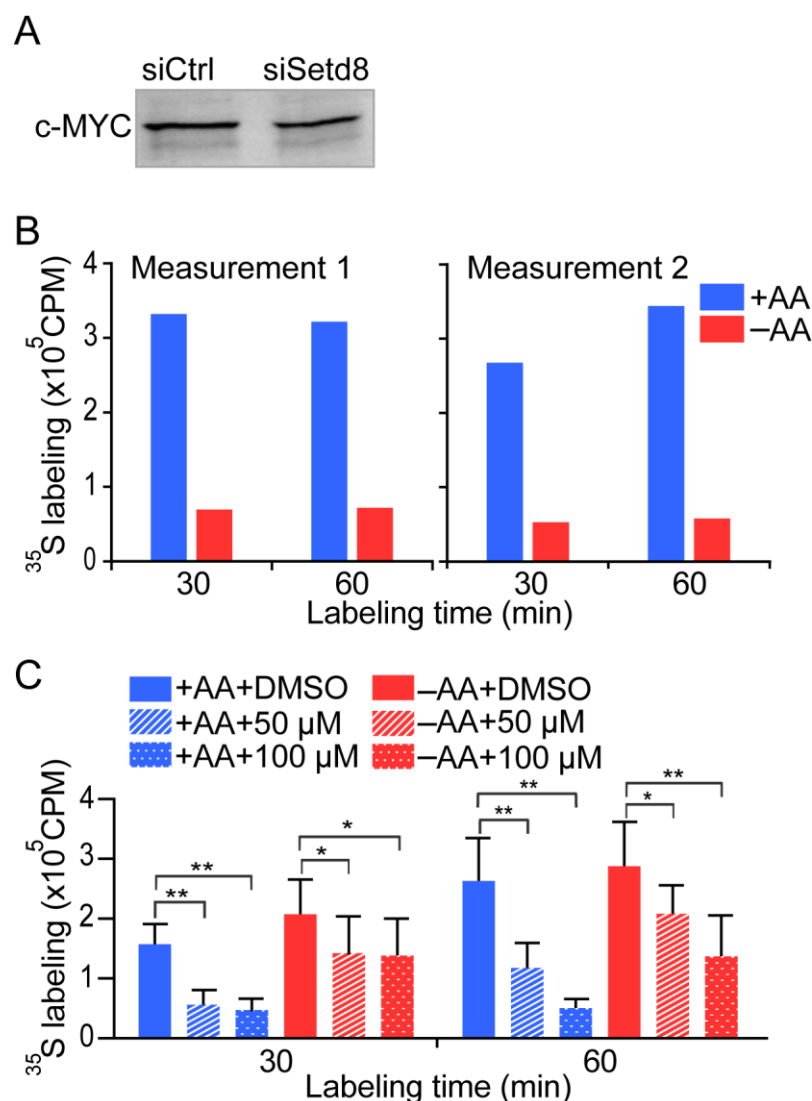 A
siCtrl siSetd8
c-MYC
B
Measurement 1 Measurement 2
+AA
–AA
³⁵S labeling (x10⁵CPM)
4
3
2
1
0
30 60 30 60
Labeling time (min)
C
+AA+DMSO –AA+DMSO
+AA+50 µM –AA+50 µM
+AA+100 µM –AA+100 µM
³⁵S labeling (x10⁵CPM)
4
3
2
1
0
** ** * * ** ** * **
30 60
Labeling time (min)